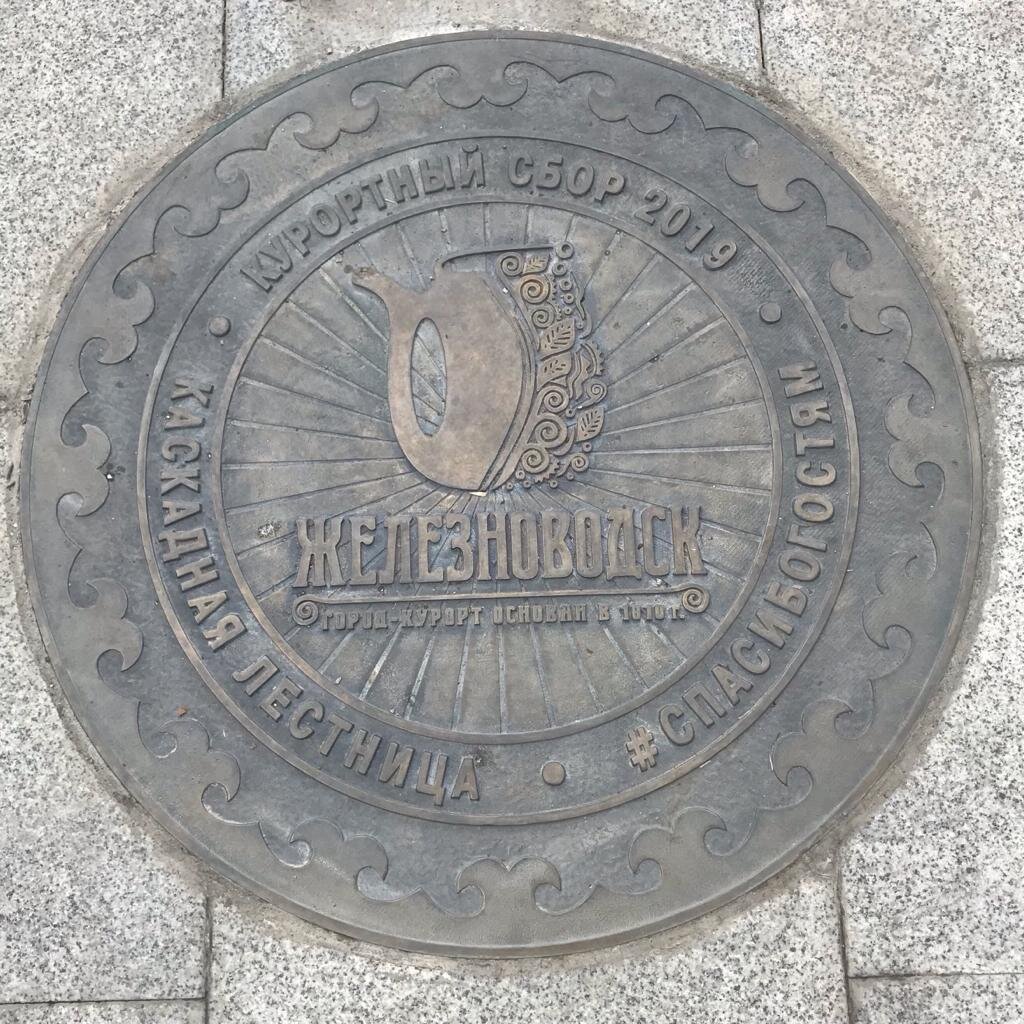 КУРОРТНЫЙ СБОР 2019
КАСКАДНАЯ ЛЕСТНИЦА
#СПАСИБОГОСТЯМ
ЖЕЛЕЗНОВОДСК
ГОРОД-КУРОРТ ОСНОВАН В 1810 г.